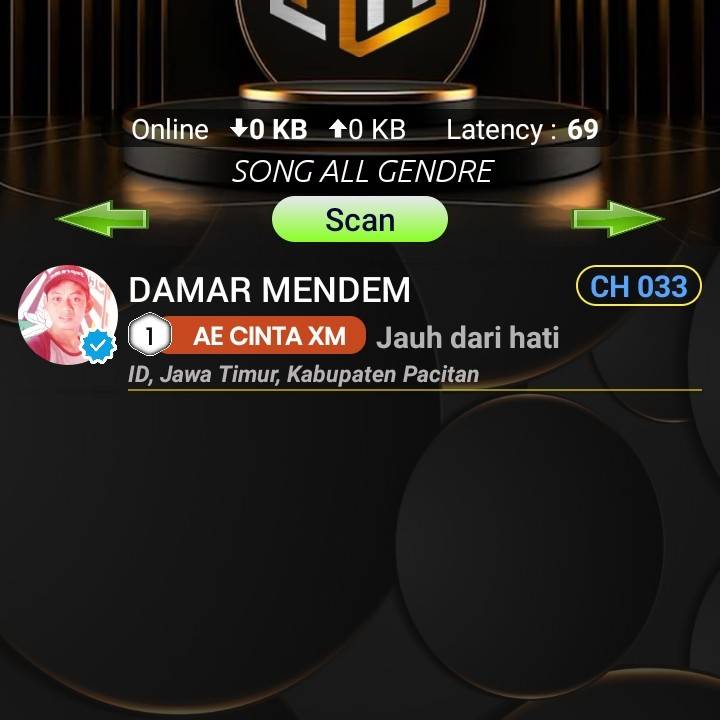 Online ↓0 KB ↑0 KB Latency : 69
SONG ALL GENDRE
Scan
DAMAR MENDEM CH 033
1 AE CINTA XM Jauh dari hati
ID, Jawa Timur, Kabupaten Pacitan